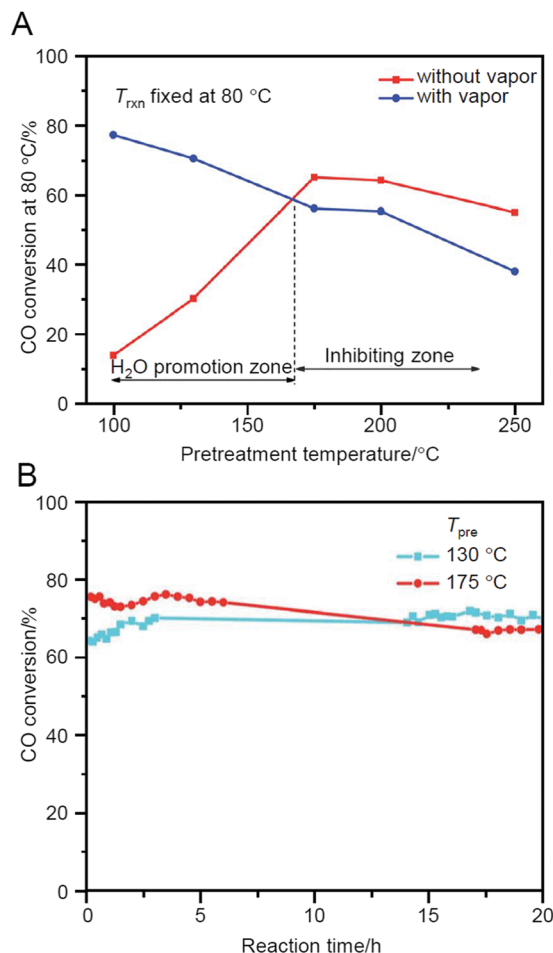 A
without vapor
with vapor
Trxn fixed at 80 °C
100
80
60
40
20
0
CO conversion at 80 °C/%
H2O promotion zone
Inhibiting zone
100
150
200
250
Pretreatment temperature/°C
B
Tpre
130 °C
175 °C
100
80
60
40
20
0
CO conversion/%
0
5
10
15
20
Reaction time/h